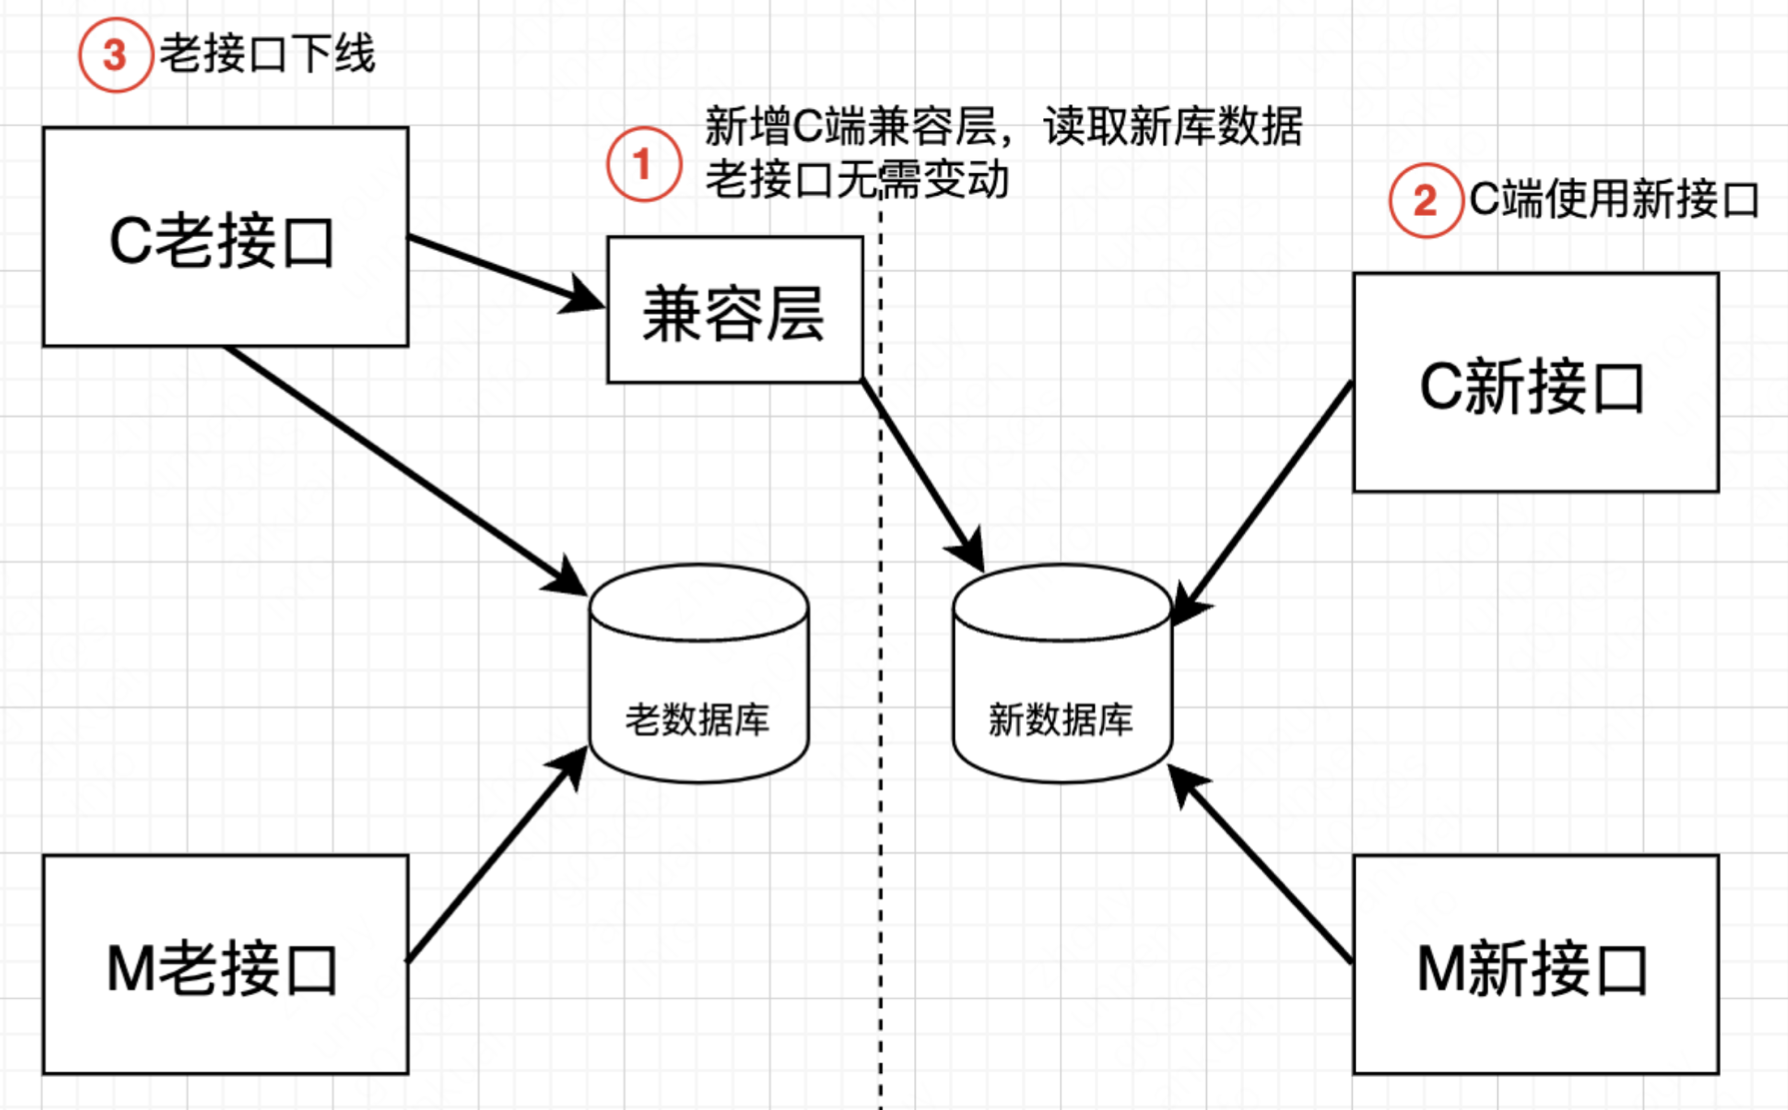 3 老接口下线
1 新增C端兼容层，读取新库数据
老接口无需变动
2 C端使用新接口
C老接口
兼容层
C新接口
老数据库
新数据库
M老接口
M新接口